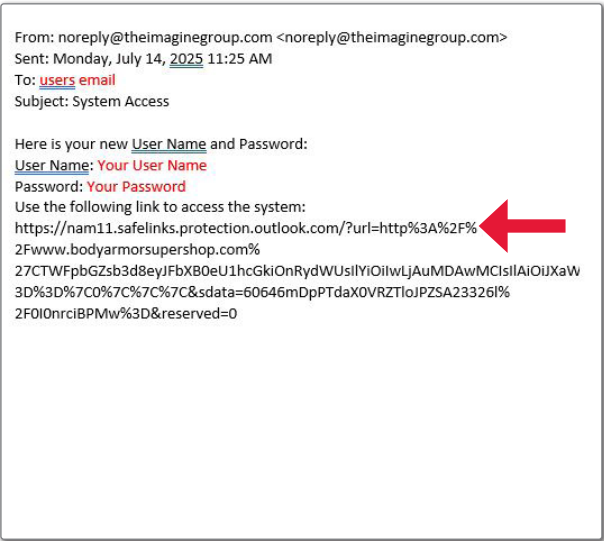 From: noreply@theimaginegroup.com <noreply@theimaginegroup.com>
Sent: Monday, July 14, 2025 11:25 AM
To: users email
Subject: System Access
Here is your new User Name and Password:
User Name: Your User Name
Password: Your Password
Use the following link to access the system:
https://nam11.safelinks.protection.outlook.com/?url=http%3A%2F%
2Fwww.bodyarmorsupershop.com%
27CTWFpbGZsb3d8eyJFbXB0eU1hcGkiOnRydWUsIlYiOiIwLjAuMDAwMCIsIlAiOiJXaW
3D%3D%7C0%7C%7C%7C&sdata=60646mDpPTdaX0VRZTloJPZSA23326l%
2F0I0nrciBPMw%3D&reserved=0